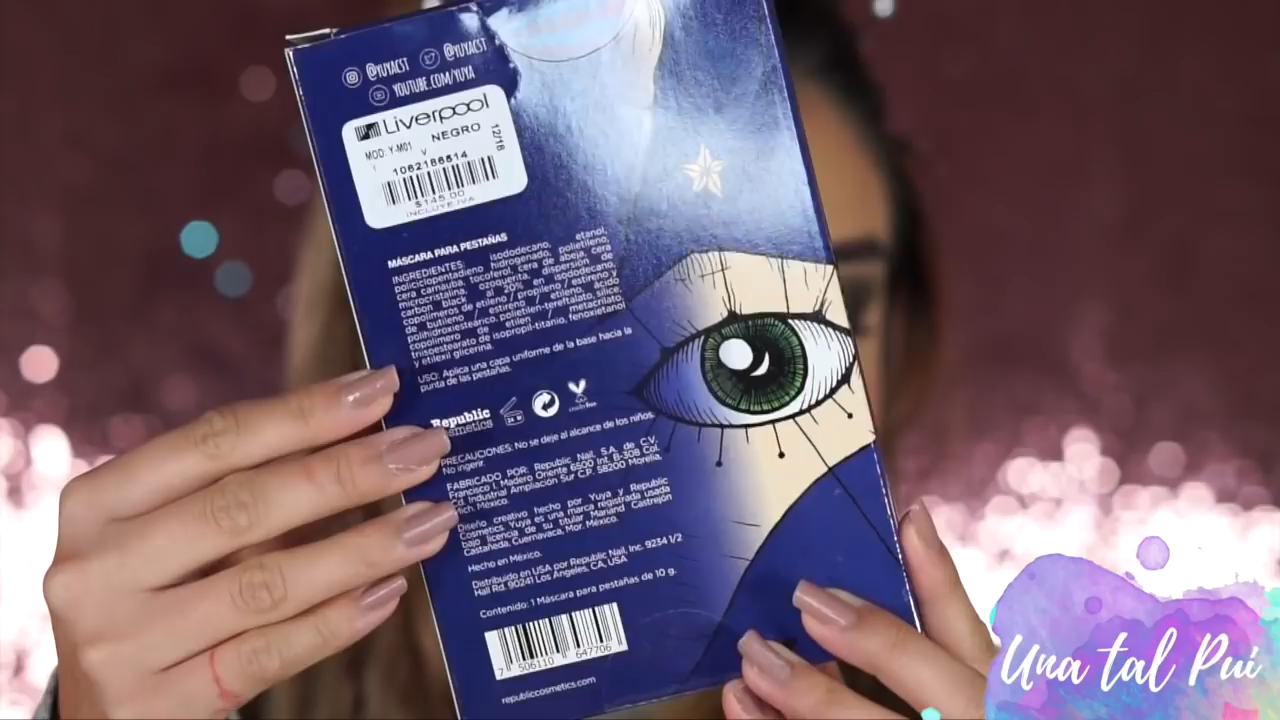 @YUYACST @YUYACST
YOUTUBE.COM/YUYA
Liverpool
MOD: Y-M01 V NEGRO 12/18
1062186814
$145.00
INCLUYE IVA
MÁSCARA PARA PESTAÑAS
INGREDIENTES: isododecano, etanol,
policiclopentadieno hidrogenado, polietileno,
cera carnauba, tocoferol, cera de abeja, cera
microcristalina, ozoquerita, dispersión de
carbon black al 20% en isododecano,
copolímeros de etileno / propileno / estireno y
de butileno / estireno / etileno, ácido
polihidroxiesteárico, polietilen-tereftalato, sílice,
copolímero de etilen / metacrilato,
triisoestearato de isopropil-titanio, fenoxietanol
y etilexil glicerina.
USO: Aplica una capa uniforme de la base hacia la
punta de las pestañas.
Republic
cosmetics
24 M
cruelty free
PRECAUCIONES: No se deje al alcance de los niños.
No ingerir.
FABRICADO POR: Republic Nail, S.A. de C.V.
Francisco I. Madero Oriente 6500 Int. B-308 Col.
Cd. Industrial Ampliación Sur C.P. 58200 Morelia,
Mich. México.
Diseño creativo hecho por Yuya y Republic
Cosmetics. Yuya es una marca registrada usada
bajo licencia de su titular Mariand Castrejón
Castañeda, Cuernavaca, Mor. México.
Hecho en México.
Distribuido en USA por Republic Nail, Inc. 9234 1/2
Hall Rd. 90241 Los Angeles, CA, USA
Contenido: 1 Máscara para pestañas de 10 g.
7 506110 647706
republiccosmetics.com
Una tal Pui